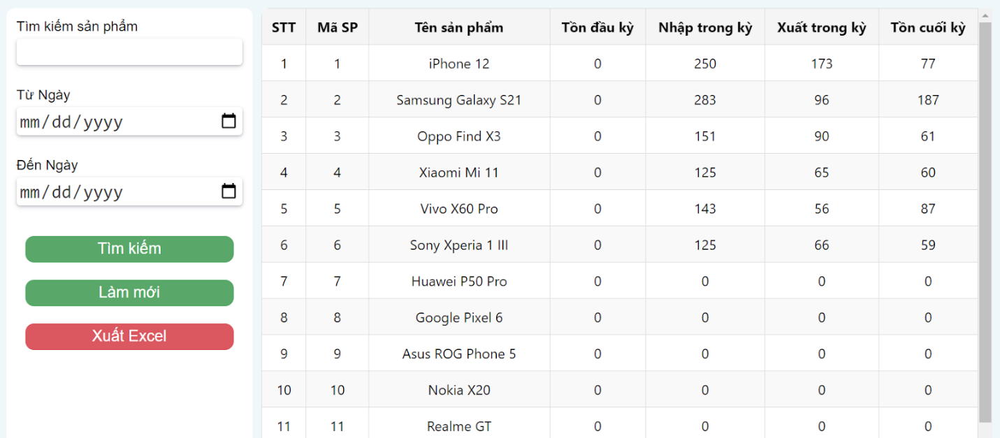 Tìm kiếm sản phẩm
Từ Ngày
mm/dd/yyyy
Đến Ngày
mm/dd/yyyy
Tìm kiếm
Làm mới
Xuất Excel
STT Mã SP Tên sản phẩm Tồn đầu kỳ Nhập trong kỳ Xuất trong kỳ Tồn cuối kỳ
1 1 iPhone 12 0 250 173 77
2 2 Samsung Galaxy S21 0 283 96 187
3 3 Oppo Find X3 0 151 90 61
4 4 Xiaomi Mi 11 0 125 65 60
5 5 Vivo X60 Pro 0 143 56 87
6 6 Sony Xperia 1 III 0 125 66 59
7 7 Huawei P50 Pro 0 0 0 0
8 8 Google Pixel 6 0 0 0 0
9 9 Asus ROG Phone 5 0 0 0 0
10 10 Nokia X20 0 0 0 0
11 11 Realme GT 0 0 0 0